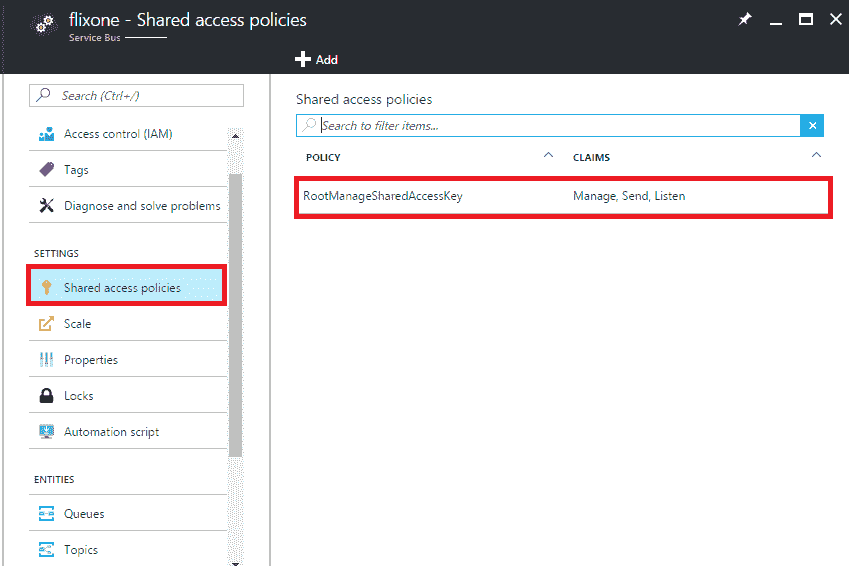 flixone - Shared access policies
Service Bus
Add
Search (Ctrl+/)
Access control (IAM)
Tags
Diagnose and solve problems
SETTINGS
Shared access policies
Scale
Properties
Locks
Automation script
ENTITIES
Queues
Topics
Shared access policies
Search to filter items...
POLICY CLAIMS
RootManageSharedAccessKey Manage, Send, Listen